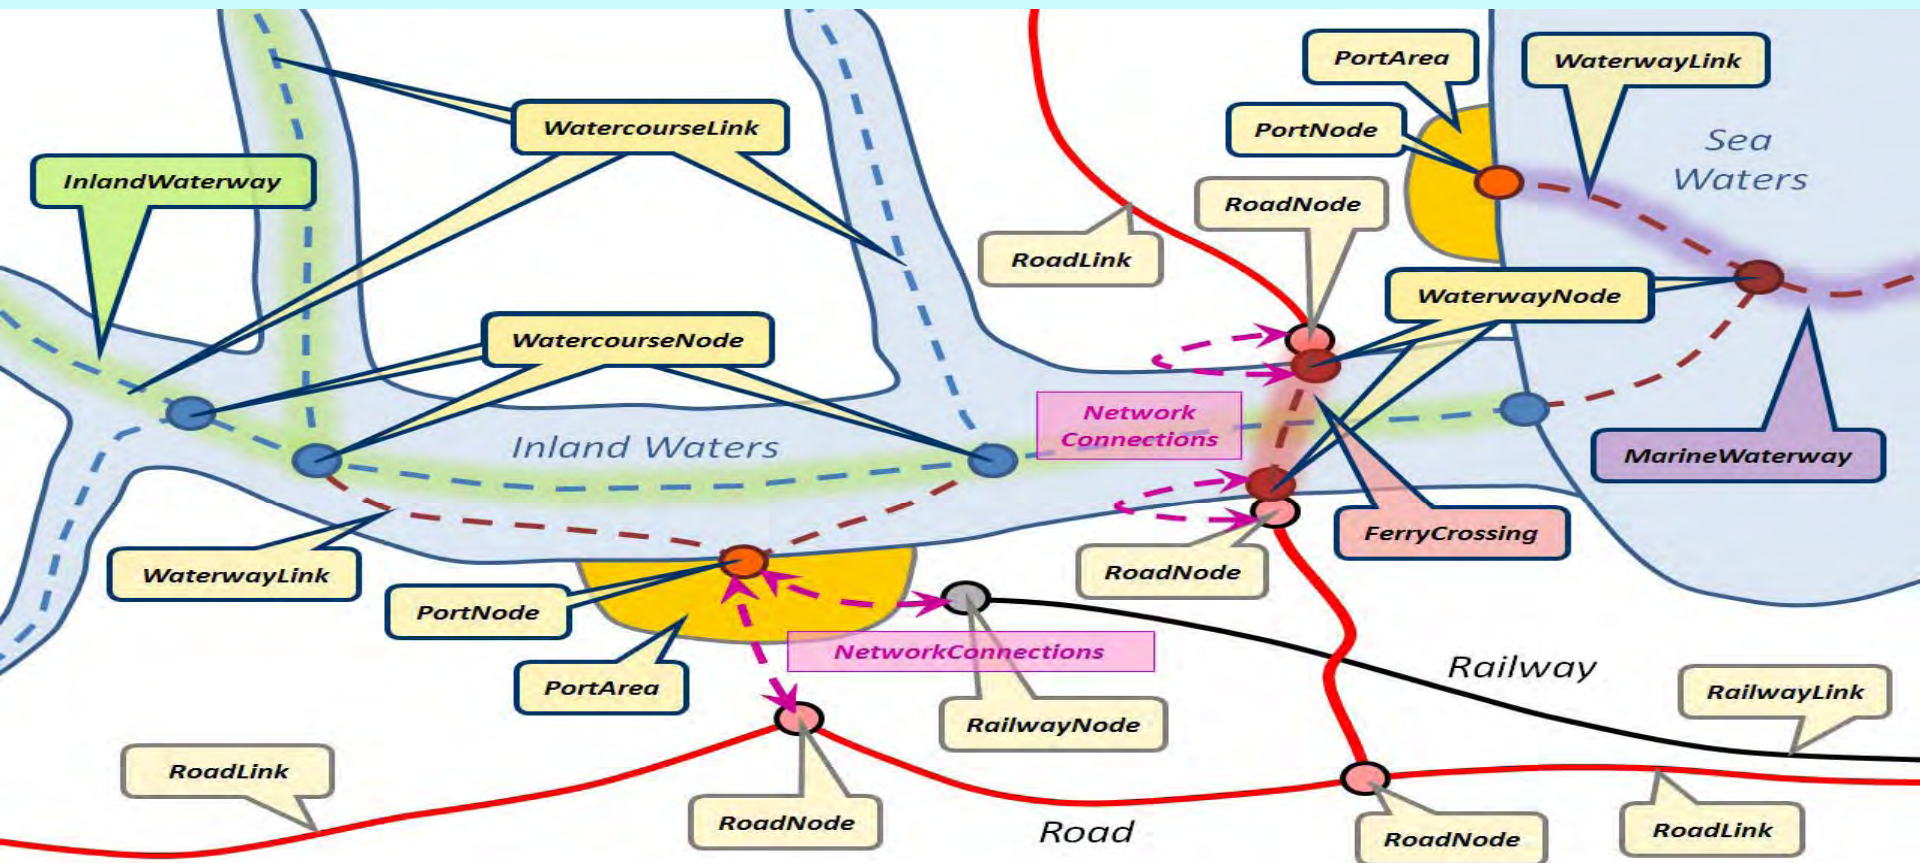 PortArea
WaterwayLink
WatercourseLink
PortNode
Sea
Waters
InlandWaterway
RoadNode
RoadLink
WaterwayNode
WatercourseNode
Network
Connections
Inland Waters
MarineWaterway
FerryCrossing
WaterwayLink
RoadNode
PortNode
NetworkConnections
Railway
PortArea
RailwayLink
RailwayNode
RoadLink
RoadNode
Road
RoadNode
RoadLink